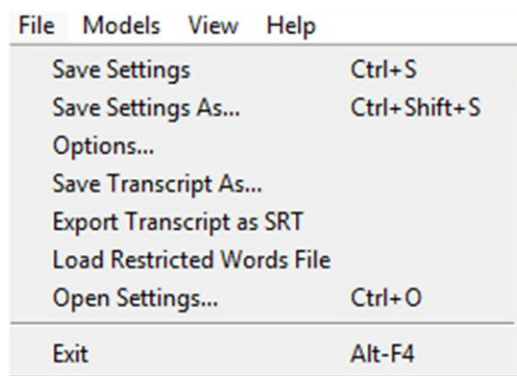 File Models View Help
Save Settings Ctrl+S
Save Settings As... Ctrl+Shift+S
Options...
Save Transcript As...
Export Transcript as SRT
Load Restricted Words File
Open Settings... Ctrl+O
Exit Alt-F4